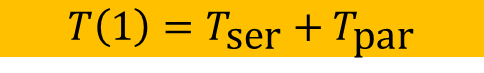 T(1) = T_ser + T_par